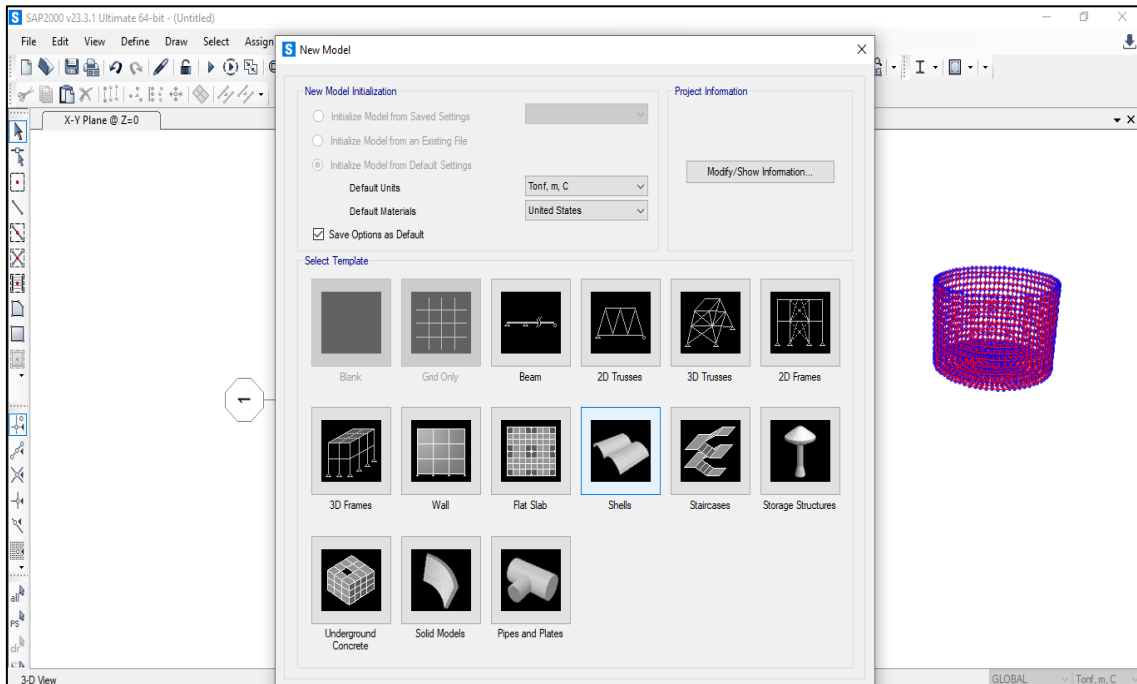 SAP2000 v23.3.1 Ultimate 64-bit - (Untitled)
File Edit View Define Draw Select Assign
X-Y Plane @ Z=0
New Model
New Model Initialization
Initialize Model from Saved Settings
Initialize Model from an Existing File
Initialize Model from Default Settings
Default Units Tonf, m, C
Default Materials United States
Save Options as Default
Project Information
Modify/Show Information...
Select Template
Blank Grid Only Beam 2D Trusses 3D Trusses 2D Frames
3D Frames Wall Flat Slab Shells Staircases Storage Structures
Underground Solid Models Pipes and Plates
Concrete
1
all
PS
dr
3-D View GLOBAL Tonf, m, C